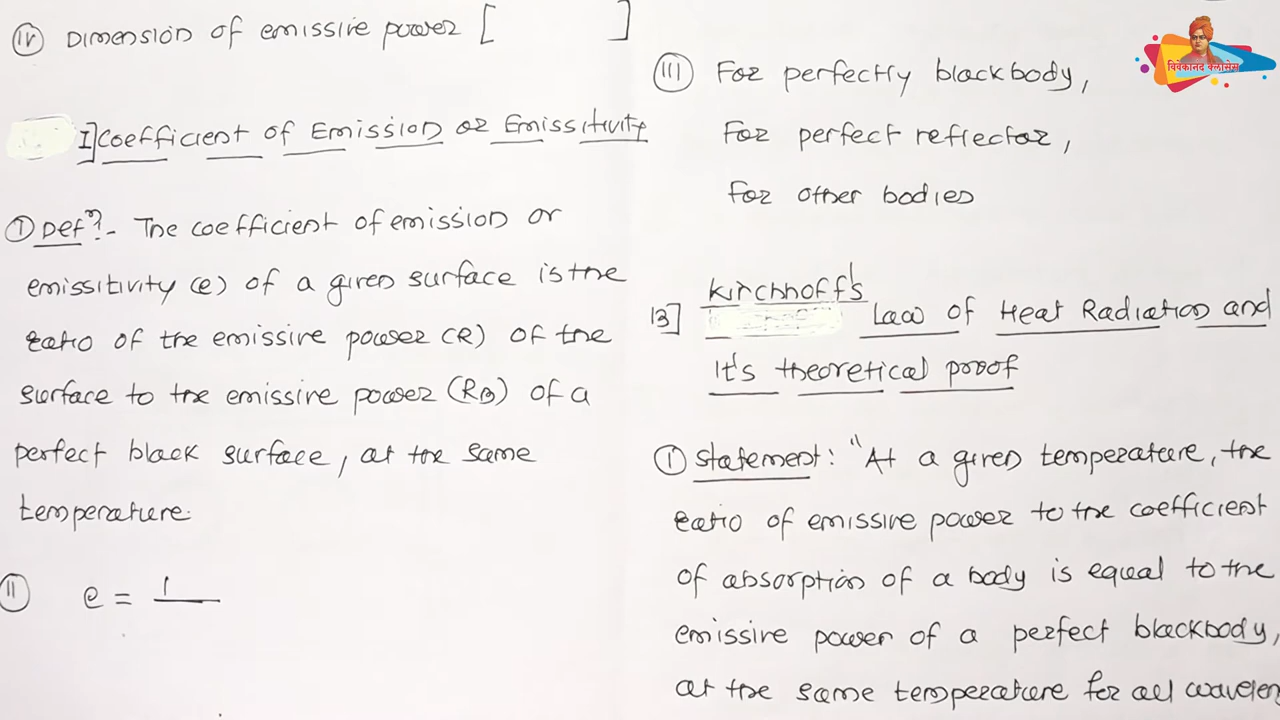 iv Dimension of emissive power [ ]
I] Coefficient of Emission or Emissitivity
i Defn:- The coefficient of emission or
emissitivity (e) of a given surface is the
ratio of the emissive power (R) of the
surface to the emissive power (RB) of a
perfect black surface, at the same
temperature.
ii e =
iii For perfectly blackbody,
For perfect reflector,
For other bodies
13] Kirchhoff's Law of Heat Radiation and
It's theoretical proof
i Statement: "At a given temperature, the
ratio of emissive power to the coefficient
of absorption of a body is equal to the
emissive power of a perfect blackbody,
at the same temperature for all wavelen
विवेकानंद क्लासेस